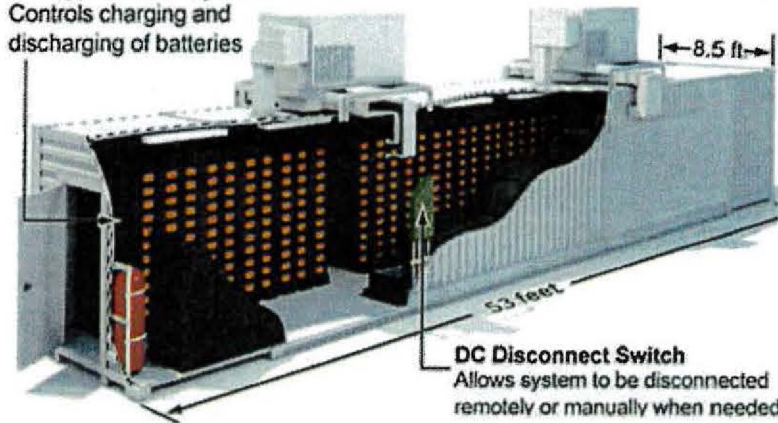 Controls charging and
discharging of batteries
8.5 ft.
53 feet
DC Disconnect Switch
Allows system to be disconnected
remotely or manually when needed